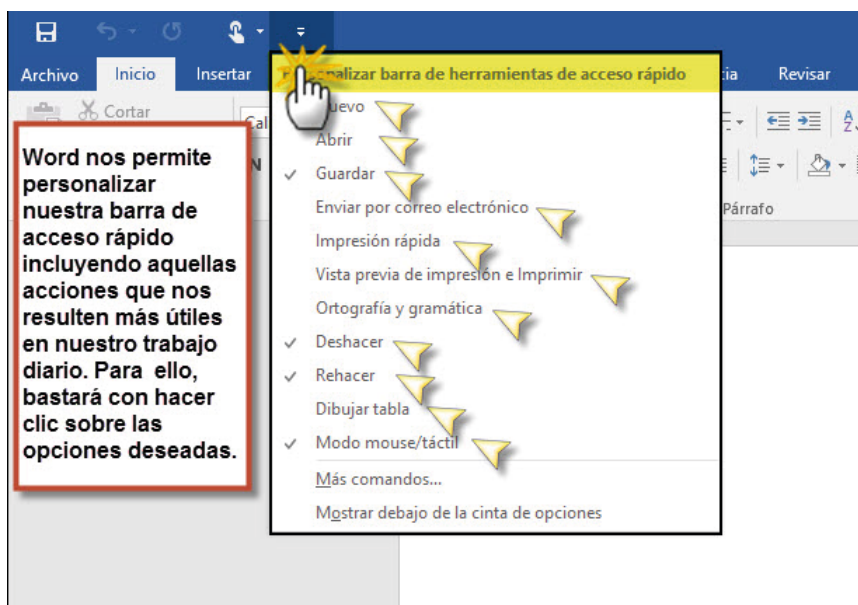 Archivo Inicio Insertar Personalizar barra de herramientas de acceso rápido Revisar
Cortar
Word nos permite
personalizar
nuestra barra de
acceso rápido
incluyendo aquellas
acciones que nos
resulten más útiles
en nuestro trabajo
diario. Para ello,
bastará con hacer
clic sobre las
opciones deseadas.
Nuevo
Abrir
Guardar
Enviar por correo electrónico
Impresión rápida
Vista previa de impresión e Imprimir
Ortografía y gramática
Deshacer
Rehacer
Dibujar tabla
Modo mouse/táctil
Más comandos...
Mostrar debajo de la cinta de opciones
N
Párrafo